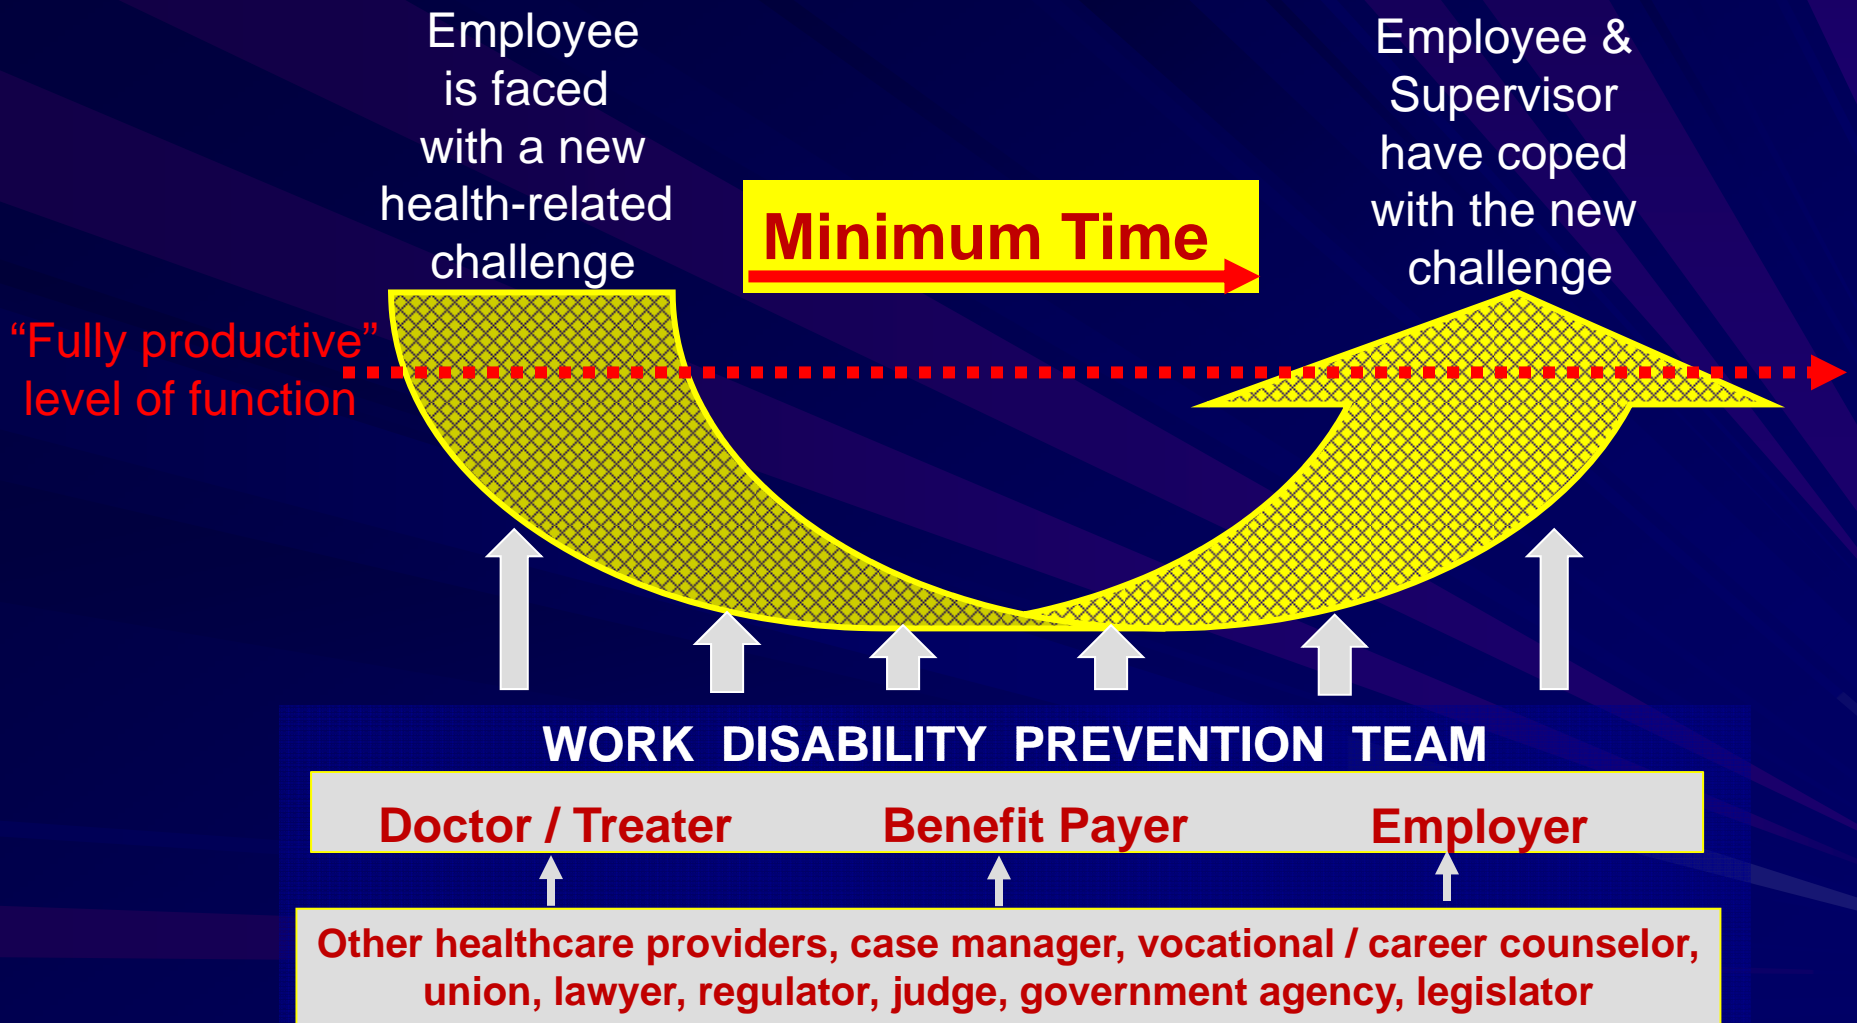 Employee
is faced
with a new
health-related
challenge
Minimum Time
Employee &
Supervisor
have coped
with the new
challenge
“Fully productive”
level of function
WORK DISABILITY PREVENTION TEAM
Doctor / Treater
Benefit Payer
Employer
Other healthcare providers, case manager, vocational / career counselor,
union, lawyer, regulator, judge, government agency, legislator